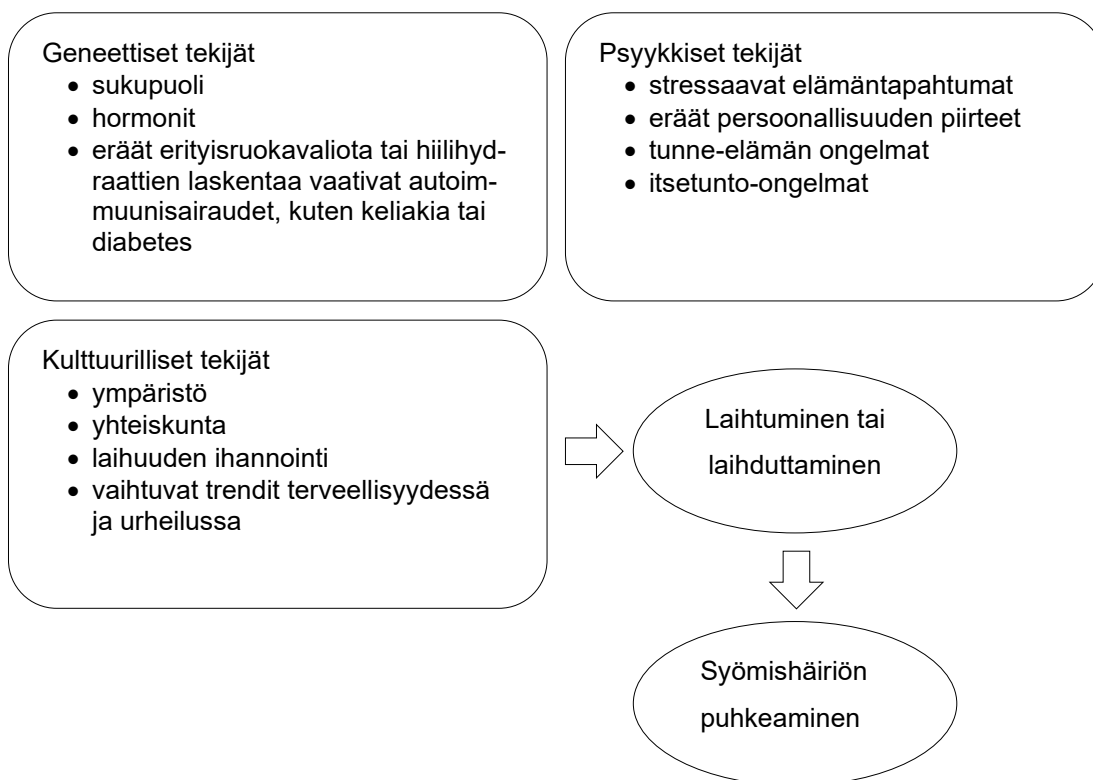 Geneettiset tekijät
• sukupuoli
• hormonit
• eräät erityisruokavaliota tai hiilihyd-
raattien laskentaa vaativat autoim-
muunisairaudet, kuten keliakia tai
diabetes
Psyykkiset tekijät
• stressaavat elämäntapahtumat
• eräät persoonallisuuden piirteet
• tunne-elämän ongelmat
• itsetunto-ongelmat
Kulttuurilliset tekijät
• ympäristö
• yhteiskunta
• laihuuden ihannointi
• vaihtuvat trendit terveellisyydessä
ja urheilussa
Laihtuminen tai
laihduttaminen
Syömishäiriön
puhkeaminen